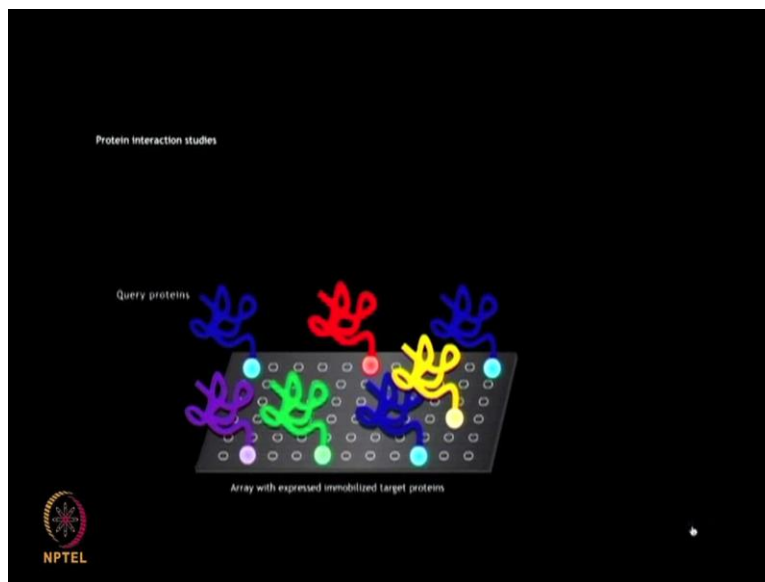 Protein interaction studies
Query proteins
Array with expressed immobilized target proteins
NPTEL